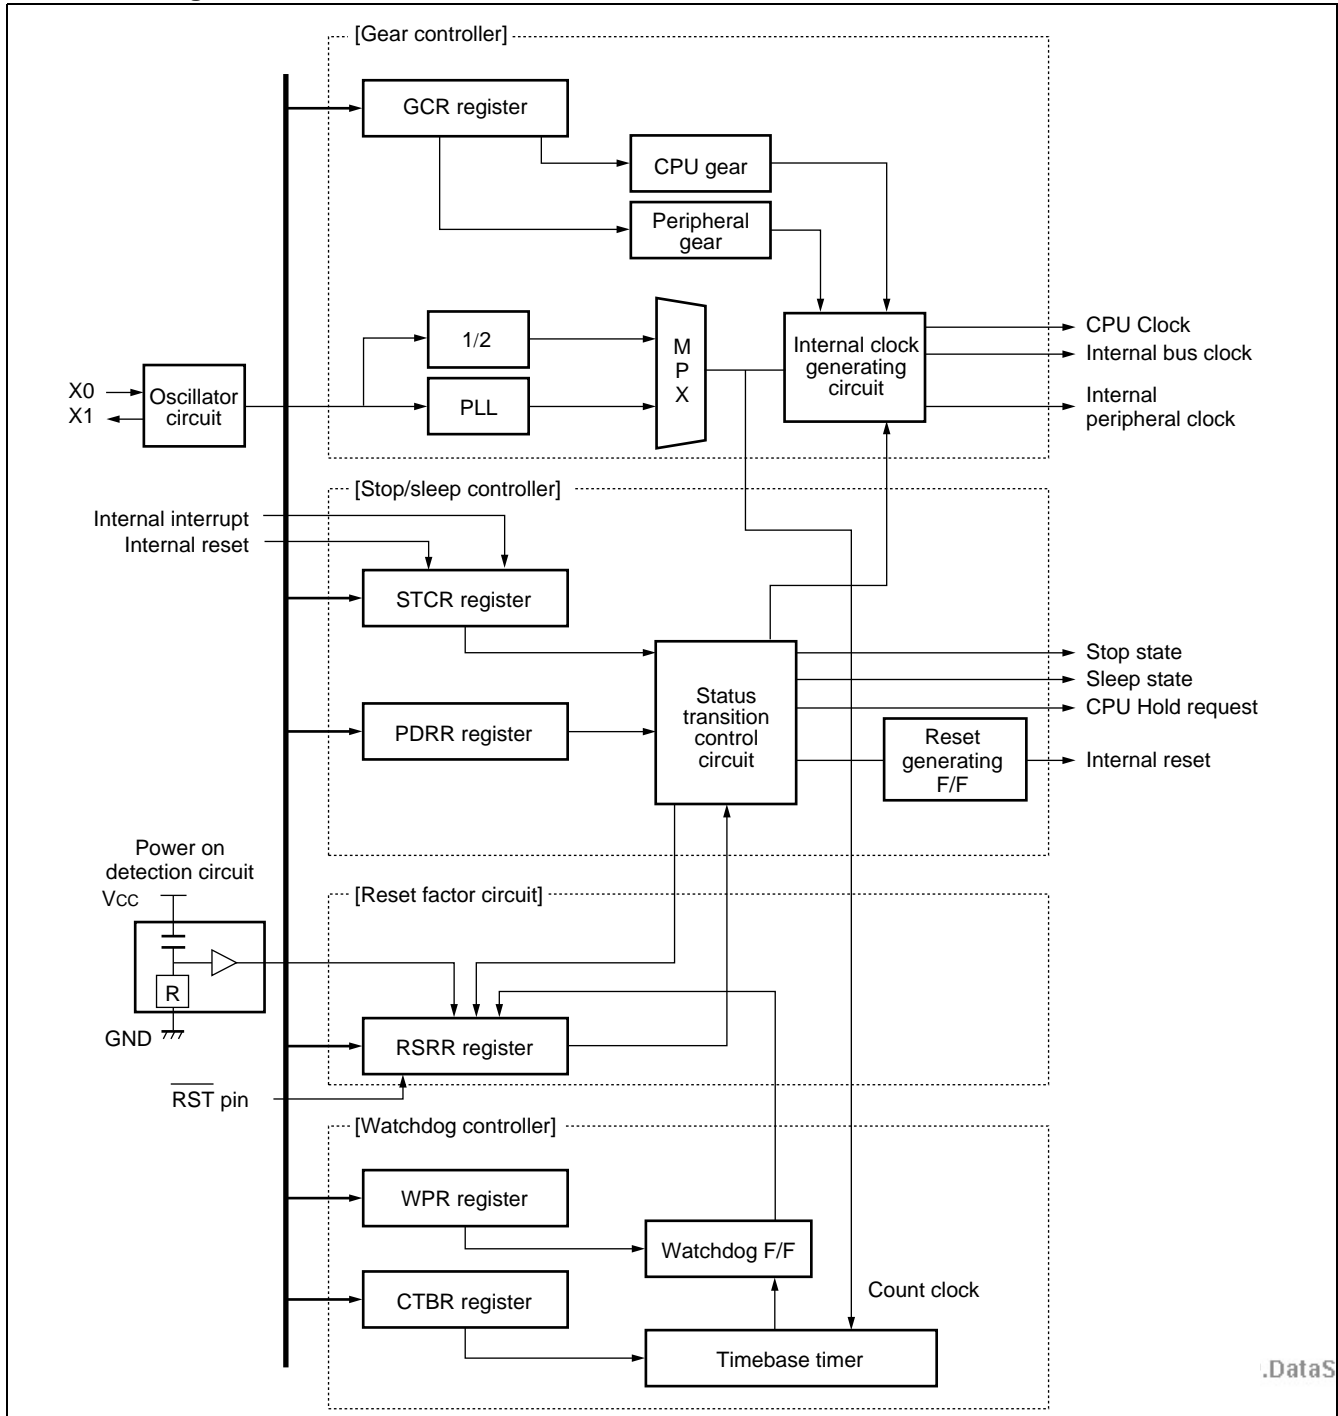 [Gear controller]
GCR register
CPU gear
Peripheral
gear
1/2
PLL
M
P
X
Internal clock
generating
circuit
CPU Clock
Internal bus clock
Internal
peripheral clock
X0
X1
Oscillator
circuit
[Stop/sleep controller]
Internal interrupt
Internal reset
STCR register
PDRR register
Status
transition
control
circuit
Stop state
Sleep state
CPU Hold request
Reset
generating
F/F
Internal reset
Power on
detection circuit
VCC
R
GND
[Reset factor circuit]
RSRR register
RST pin
[Watchdog controller]
WPR register
Watchdog F/F
CTBR register
Count clock
Timebase timer
.DataS